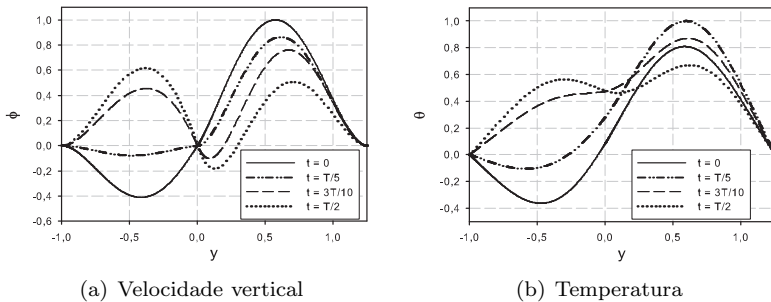 1,0
0,8
0,6
0,4
0,2
0,0
-0,2
-0,4
-0,6
ϕ
-1,0 -0,5 0,0 0,5 1,0
y
t = 0
t = T/5
t = 3T/10
t = T/2
(a) Velocidade vertical
1,0
0,8
0,6
0,4
0,2
0,0
-0,2
-0,4
θ
-1,0 -0,5 0,0 0,5 1,0
y
t = 0
t = T/5
t = 3T/10
t = T/2
(b) Temperatura